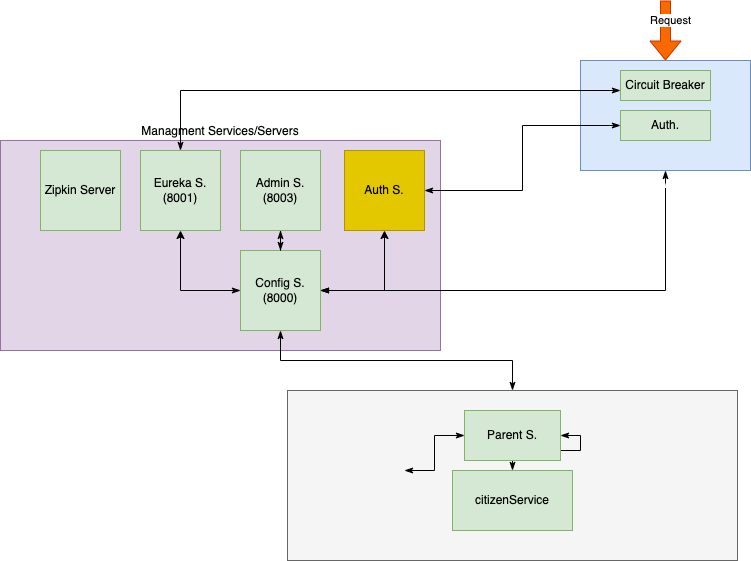 Request
Circuit Breaker
Auth.
Managment Services/Servers
Zipkin Server
Eureka S.
(8001)
Admin S.
(8003)
Auth S.
Config S.
(8000)
Parent S.
citizenService